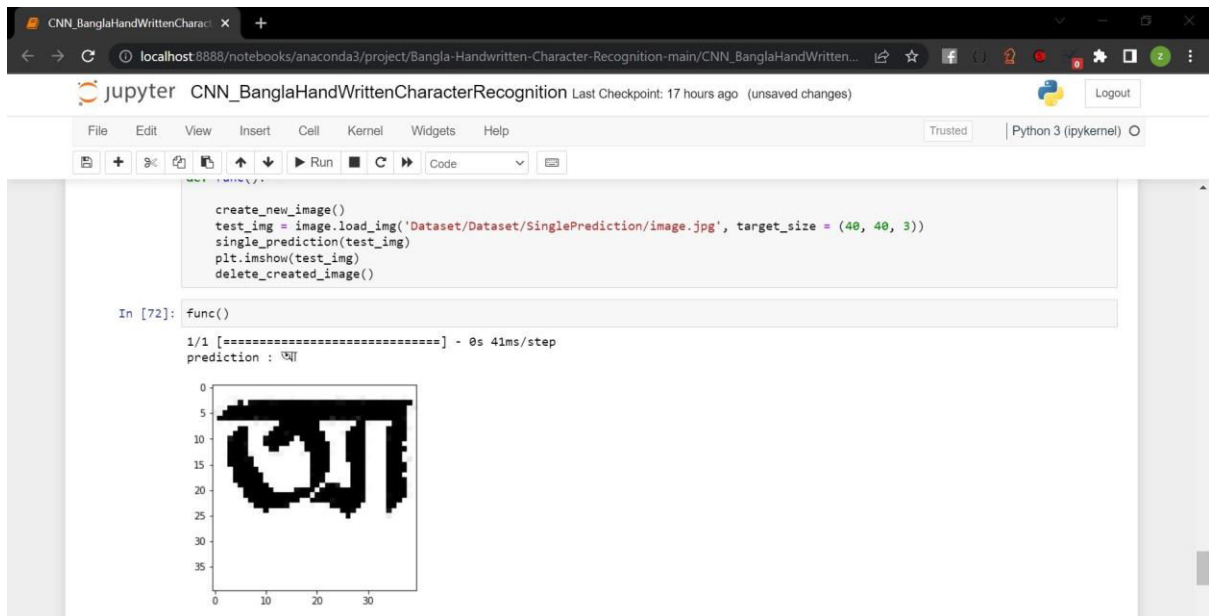 CNN_BanglaHandWrittenCharact
localhost:8888/notebooks/anaconda3/project/Bangla-Handwritten-Character-Recognition-main/CNN_BanglaHandWritten...
0
z
jupyter CNN_BanglaHandWrittenCharacterRecognition Last Checkpoint: 17 hours ago (unsaved changes)
Logout
File Edit View Insert Cell Kernel Widgets Help Trusted Python 3 (ipykernel)
Run Code
def func():
create_new_image()
test_img = image.load_img('Dataset/Dataset/SinglePrediction/image.jpg', target_size = (40, 40, 3))
single_prediction(test_img)
plt.imshow(test_img)
delete_created_image()
In [72]: func()
1/1 [==============================] - 0s 41ms/step
prediction : আ
0
5
10
15
20
25
30
35
আ
0 10 20 30